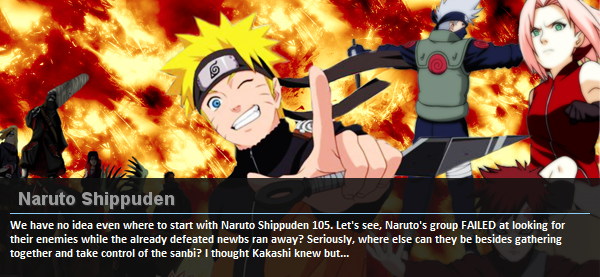 Naruto Shippuden
We have no idea even where to start with Naruto Shippuden 105. Let's see, Naruto's group FAILED at looking for
their enemies while the already defeated newbs ran away? Seriously, where else can they be besides gathering
together and take control of the sanbi? I thought Kakashi knew but...